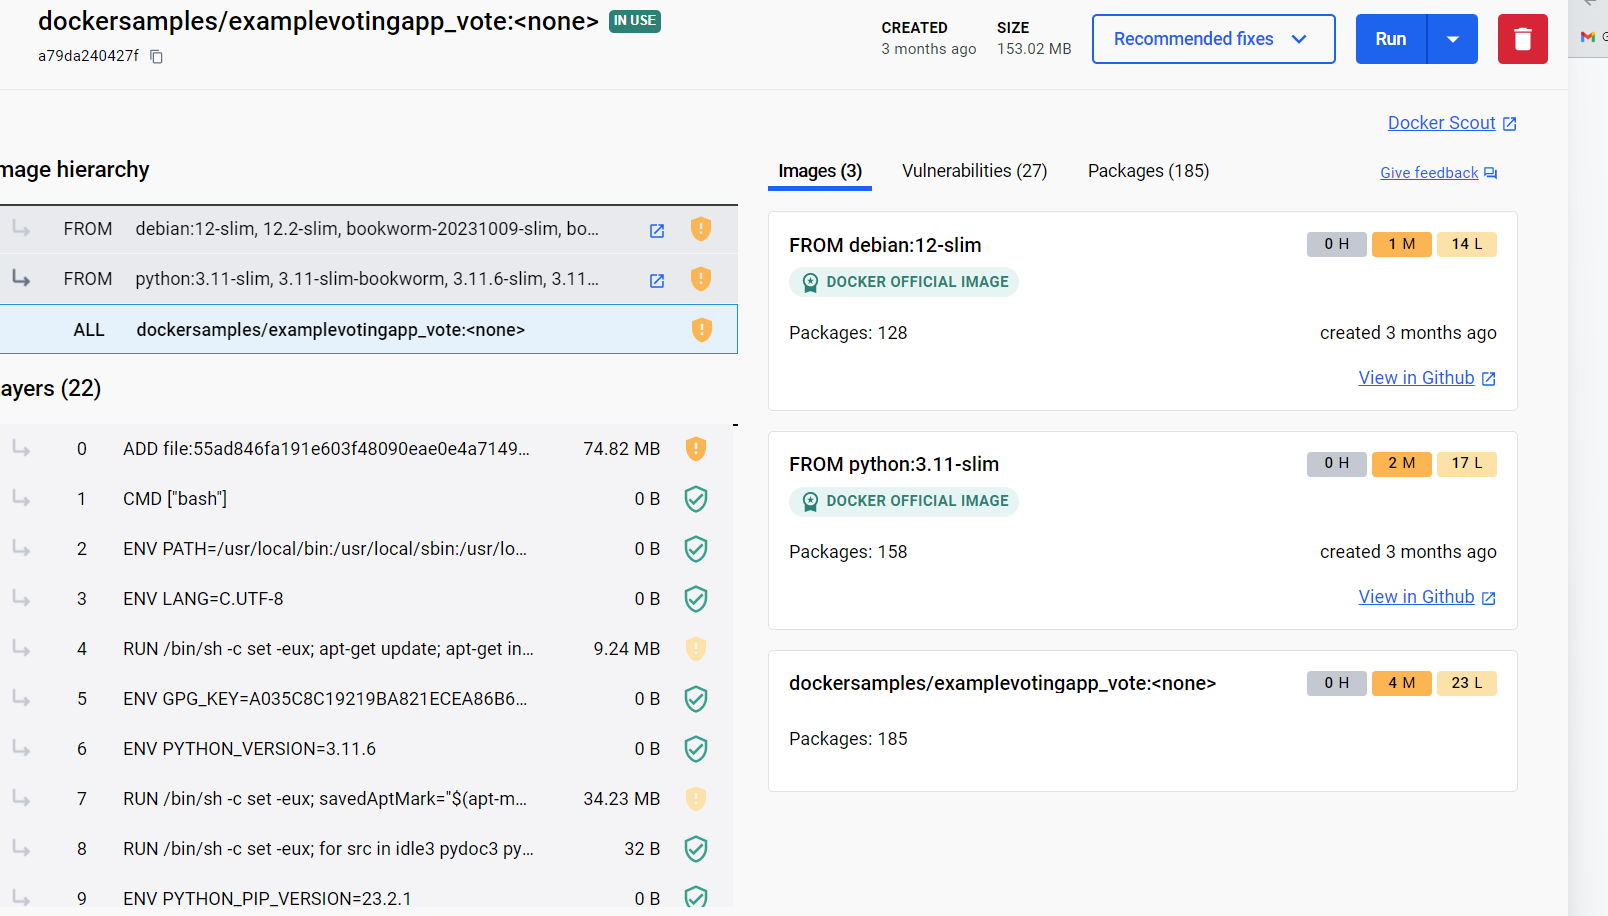 dockersamples/examplevotingapp_vote:<none> IN USE
a79da240427f
CREATED
3 months ago
SIZE
153.02 MB
Recommended fixes
Run
Docker Scout
mage hierarchy
FROM debian:12-slim, 12.2-slim, bookworm-20231009-slim, bo...
FROM python:3.11-slim, 3.11-slim-bookworm, 3.11.6-slim, 3.11...
ALL dockersamples/examplevotingapp_vote:<none>
ayers (22)
0 ADD file:55ad846fa191e603f48090eae0e4a7149... 74.82 MB
1 CMD ["bash"] 0 B
2 ENV PATH=/usr/local/bin:/usr/local/sbin:/usr/lo... 0 B
3 ENV LANG=C.UTF-8 0 B
4 RUN /bin/sh -c set -eux; apt-get update; apt-get in... 9.24 MB
5 ENV GPG_KEY=A035C8C19219BA821ECEA86B6... 0 B
6 ENV PYTHON_VERSION=3.11.6 0 B
7 RUN /bin/sh -c set -eux; savedAptMark="$(apt-m... 34.23 MB
8 RUN /bin/sh -c set -eux; for src in idle3 pydoc3 py... 32 B
9 ENV PYTHON_PIP_VERSION=23.2.1 0 B
Images (3) Vulnerabilities (27) Packages (185) Give feedback
FROM debian:12-slim 0 H 1 M 14 L
DOCKER OFFICIAL IMAGE
Packages: 128 created 3 months ago
View in Github
FROM python:3.11-slim 0 H 2 M 17 L
DOCKER OFFICIAL IMAGE
Packages: 158 created 3 months ago
View in Github
dockersamples/examplevotingapp_vote:<none> 0 H 4 M 23 L
Packages: 185